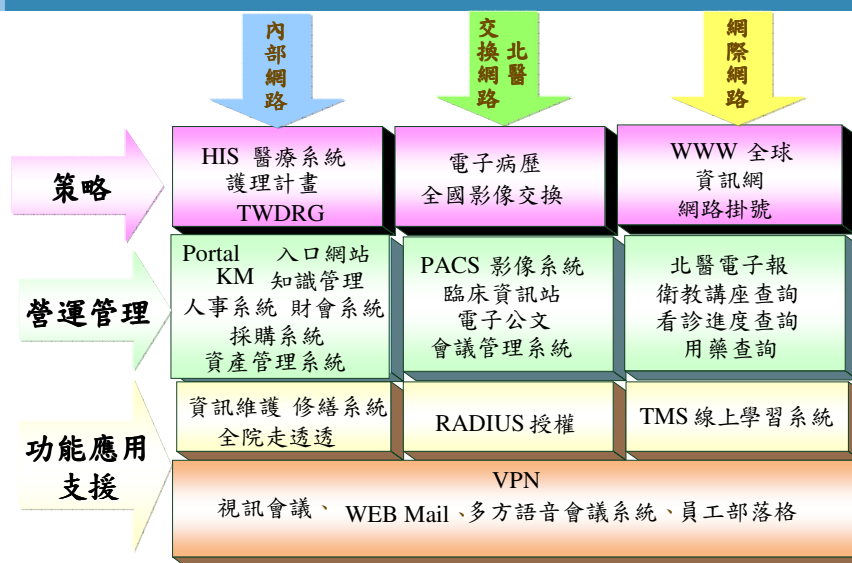 內部網路
北醫
交換網路
網際網路
策略
HIS 醫療系統
護理計畫
TWDRG
電子病歷
全國影像交換
WWW 全球
資訊網
網路掛號
營運管理
Portal 入口網站
KM 知識管理
人事系統 財會系統
採購系統
資產管理系統
PACS 影像系統
臨床資訊站
電子公文
會議管理系統
北醫電子報
衛教講座查詢
看診進度查詢
用藥查詢
功能應用
支援
資訊維護 修繕系統
全院走透透
RADIUS 授權
TMS 線上學習系統
VPN
視訊會議、 WEB Mail、多方語音會議系統、員工部落格